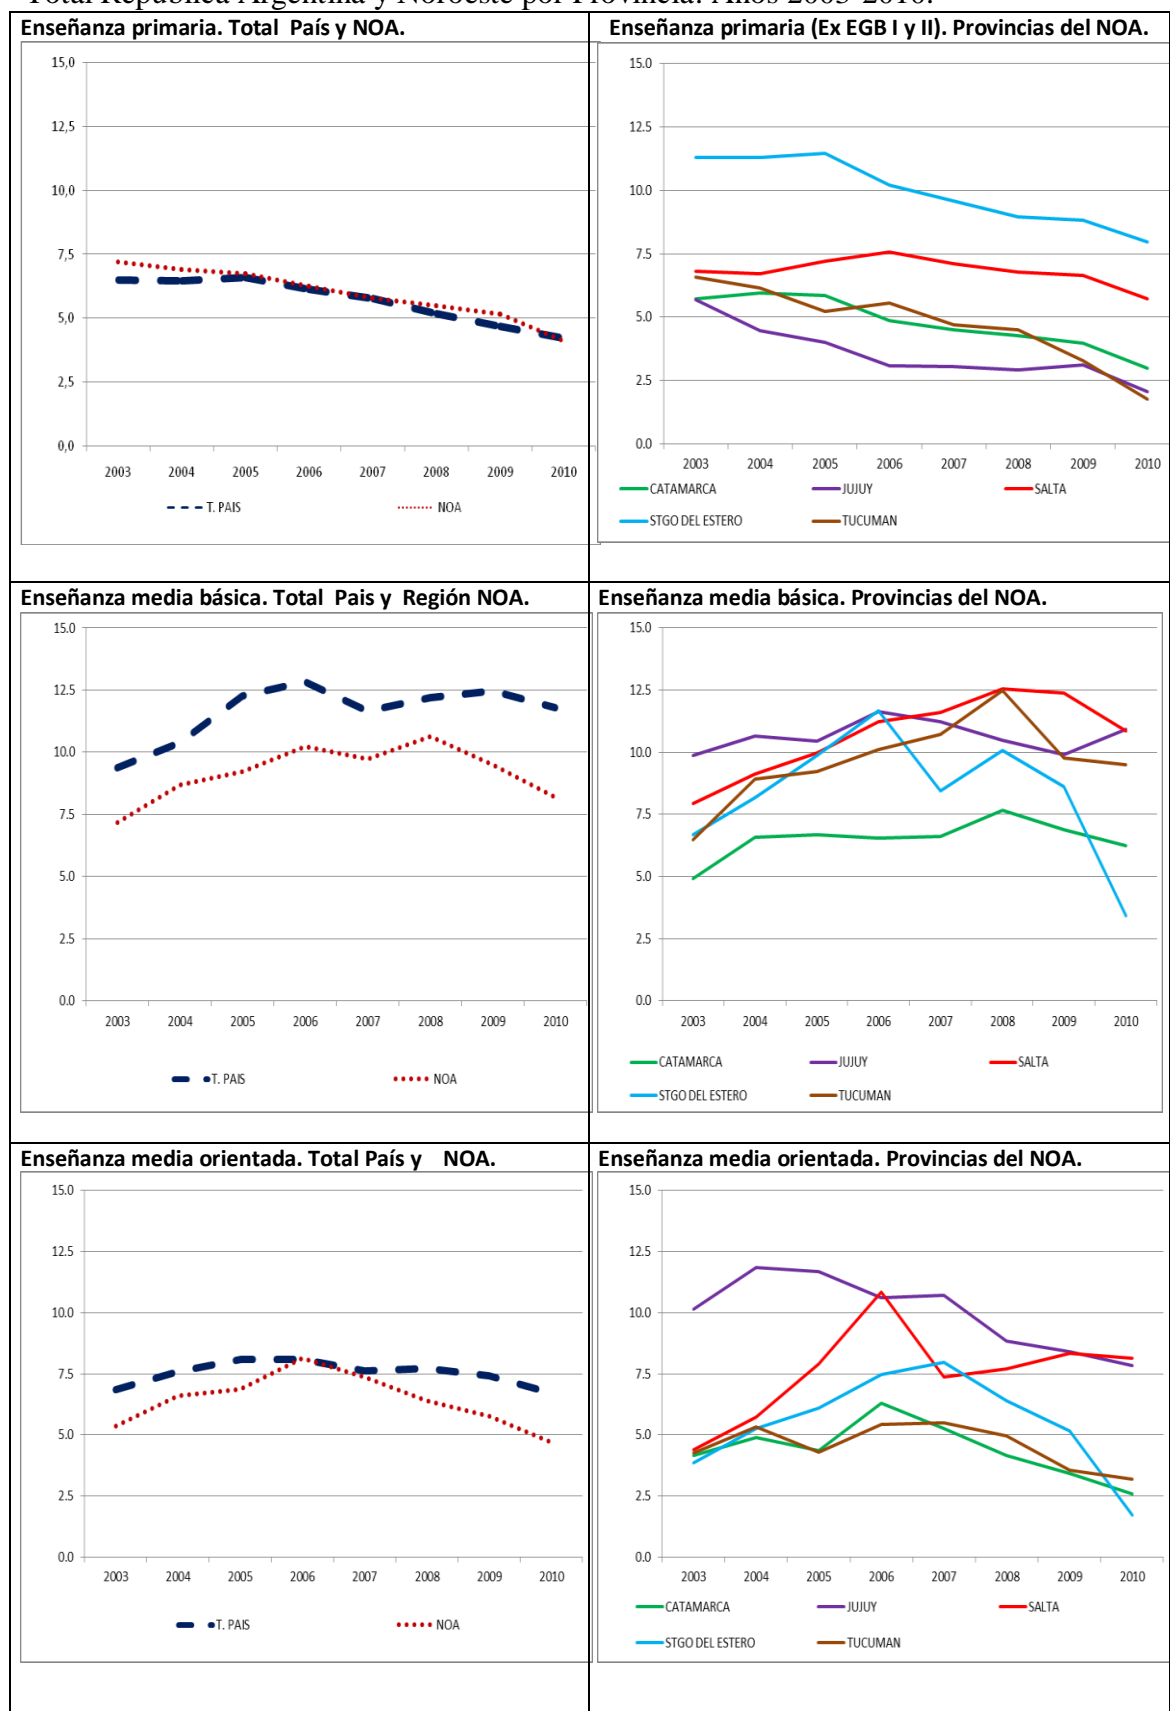 Total República Argentina y Noroeste por Provincia. Años 2003-2010.
Enseñanza primaria. Total País y NOA.
15,0
12,5
10,0
7,5
5,0
2,5
0,0
2003 2004 2005 2006 2007 2008 2009 2010
T. PAIS NOA
Enseñanza primaria (Ex EGB I y II). Provincias del NOA.
15.0
12.5
10.0
7.5
5.0
2.5
0.0
2003 2004 2005 2006 2007 2008 2009 2010
CATAMARCA JUJUY SALTA
STGO DEL ESTERO TUCUMAN
Enseñanza media básica. Total Pais y Región NOA.
15.0
12.5
10.0
7.5
5.0
2.5
0.0
2003 2004 2005 2006 2007 2008 2009 2010
T. PAIS NOA
Enseñanza media básica. Provincias del NOA.
15.0
12.5
10.0
7.5
5.0
2.5
0.0
2003 2004 2005 2006 2007 2008 2009 2010
CATAMARCA JUJUY SALTA
STGO DEL ESTERO TUCUMAN
Enseñanza media orientada. Total País y NOA.
15.0
12.5
10.0
7.5
5.0
2.5
0.0
2003 2004 2005 2006 2007 2008 2009 2010
T. PAIS NOA
Enseñanza media orientada. Provincias del NOA.
15.0
12.5
10.0
7.5
5.0
2.5
0.0
2003 2004 2005 2006 2007 2008 2009 2010
CATAMARCA JUJUY SALTA
STGO DEL ESTERO TUCUMAN